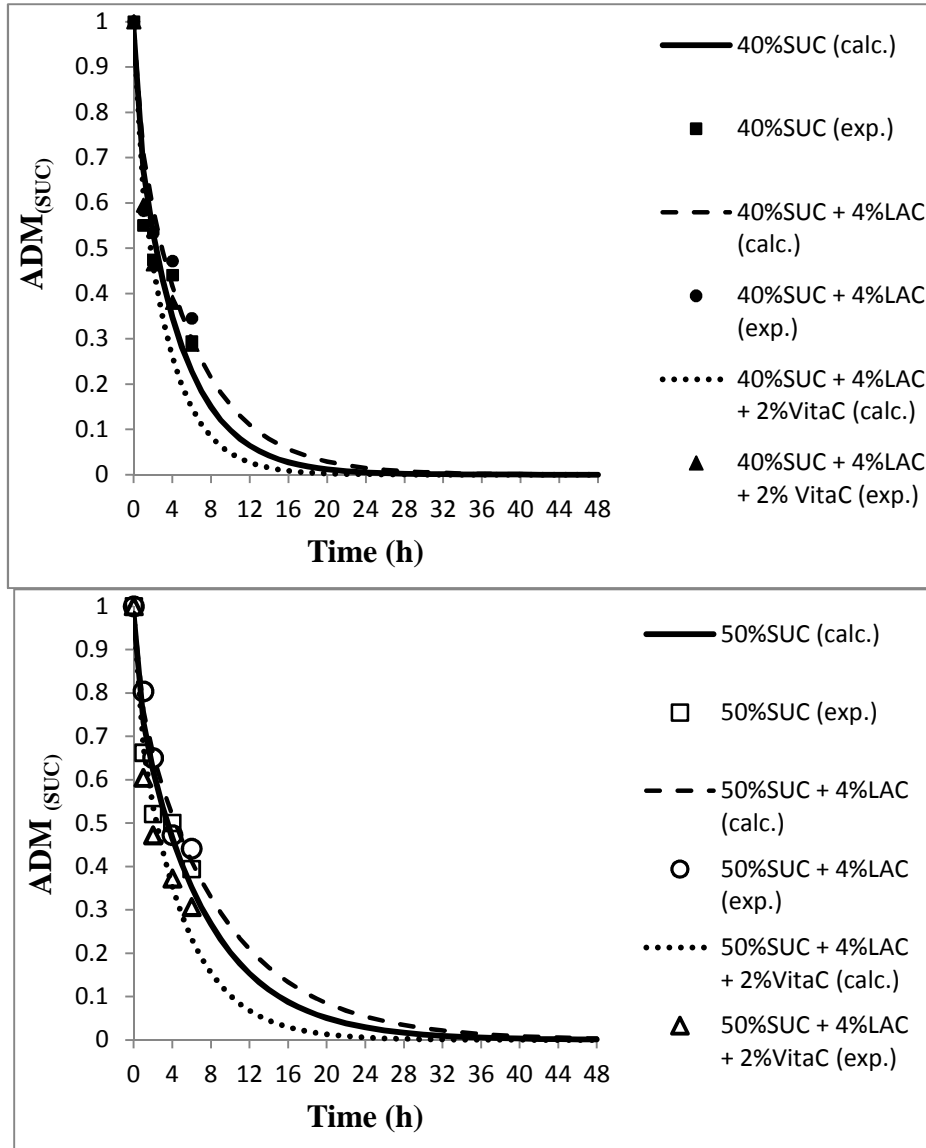 1
0.9
0.8
0.7
0.6
0.5
0.4
0.3
0.2
0.1
0
ADM(SUC)
0 4 8 12 16 20 24 28 32 36 40 44 48
Time (h)
40%SUC (calc.)
40%SUC (exp.)
40%SUC + 4%LAC
(calc.)
40%SUC + 4%LAC
(exp.)
40%SUC + 4%LAC
+ 2%VitaC (calc.)
40%SUC + 4%LAC
+ 2% VitaC (exp.)
1
0.9
0.8
0.7
0.6
0.5
0.4
0.3
0.2
0.1
0
ADM (SUC)
0 4 8 12 16 20 24 28 32 36 40 44 48
Time (h)
50%SUC (calc.)
50%SUC (exp.)
50%SUC + 4%LAC
(calc.)
50%SUC + 4%LAC
(exp.)
50%SUC + 4%LAC
+ 2%VitaC (calc.)
50%SUC + 4%LAC
+ 2%VitaC (exp.)